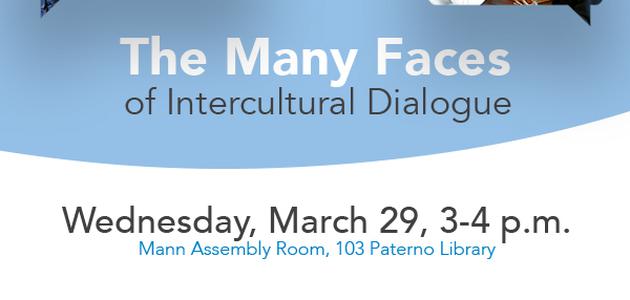 The Many Faces
of Intercultural Dialogue
Wednesday, March 29, 3-4 p.m.
Mann Assembly Room, 103 Paterno Library